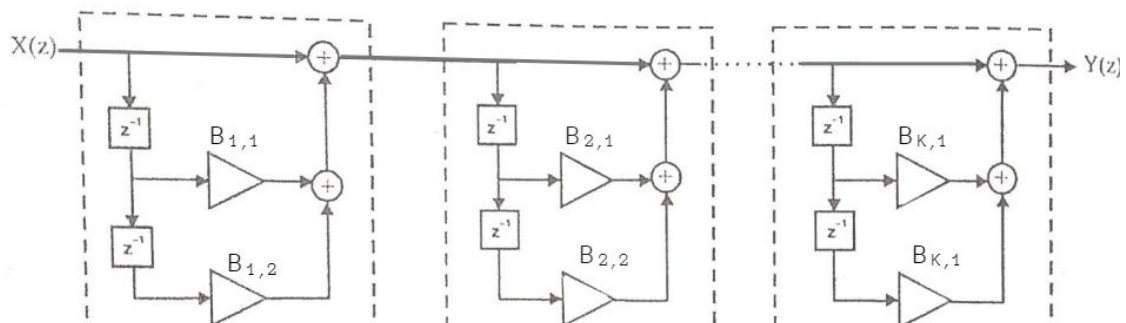 X(z) + + + Y(z)
z⁻¹ z⁻¹ z⁻¹
B₁,₁ B₂,₁ B_K,₁
+ + +
z⁻¹ z⁻¹ z⁻¹
B₁,₂ B₂,₂ B_K,₁